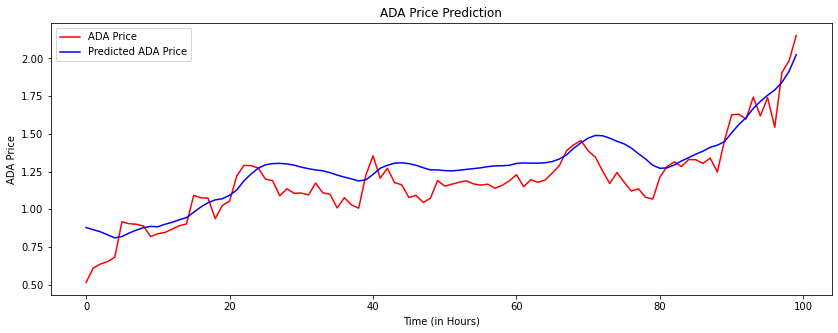 ADA Price Prediction
ADA Price
Predicted ADA Price
2.00
1.75
1.50
1.25
1.00
0.75
0.50
ADA Price
0
20
40
60
80
100
Time (in Hours)